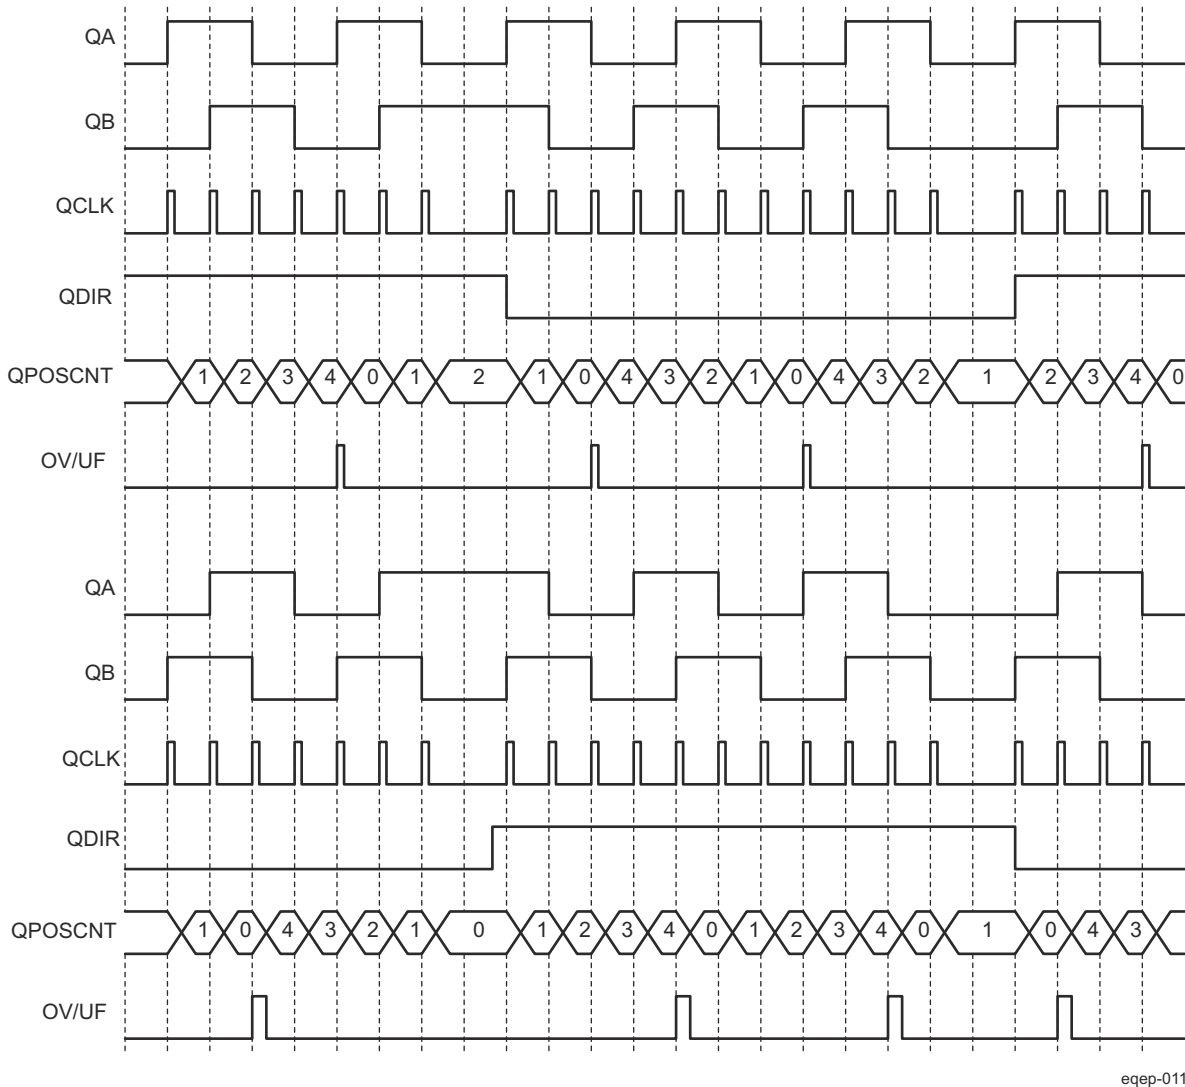 QA
QB
QCLK
QDIR
QPOSCNT 1 2 3 4 0 1 2 1 0 4 3 2 1 0 4 3 2 1 2 3 4 0
OV/UF
QA
QB
QCLK
QDIR
QPOSCNT 1 0 4 3 2 1 0 1 2 3 4 0 1 2 3 4 0 1 0 4 3
OV/UF
eqep-011